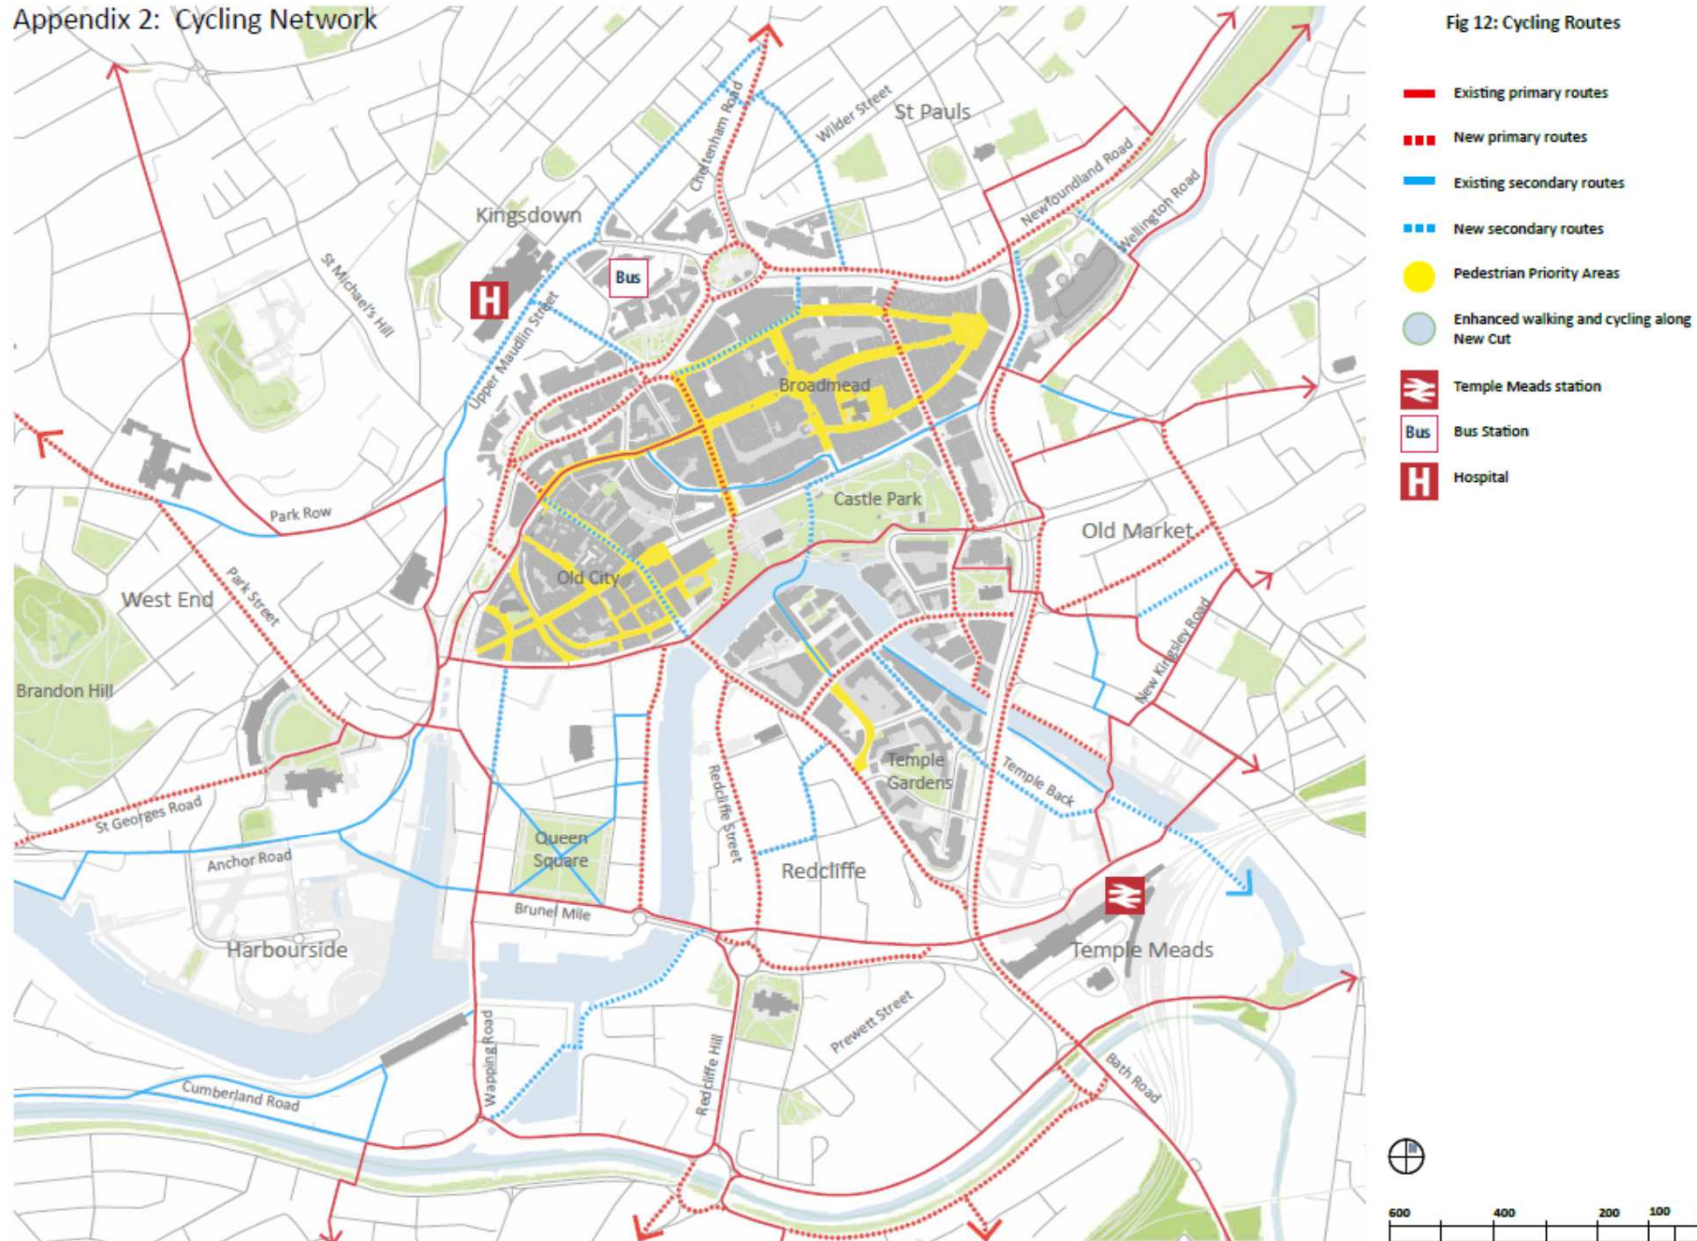 Appendix 2: Cycling Network
Fig 12: Cycling Routes
Existing primary routes
New primary routes
Existing secondary routes
New secondary routes
Pedestrian Priority Areas
Enhanced walking and cycling along
New Cut
Temple Meads station
Bus
Bus Station
H
Hospital
Cheltenham Road
Wilder Street
St Pauls
Newfoundland Road
Wellington Road
Kingsdown
St Michael's Hill
H
Bus
Upper Maudlin Street
Broadmead
Castle Park
Park Row
Old Market
Old City
West End
Park Street
New Kingsley Road
Brandon Hill
Temple
Gardens
Temple Back
Redcliffe Street
St Georges Road
Anchor Road
Queen
Square
Redcliffe
Brunel Mile
Harbourside
Temple Meads
Prewett Street
Wapping Road
Redcliffe Hill
Bath Road
Cumberland Road
600
400
200
100